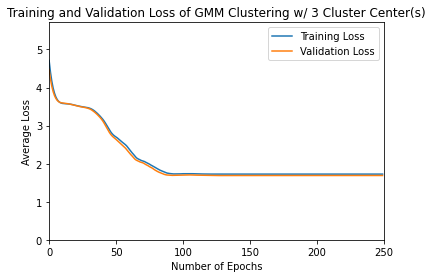 Training and Validation Loss of GMM Clustering w/ 3 Cluster Center(s)
Training Loss
Validation Loss
Average Loss
5
4
3
2
1
0
0 50 100 150 200 250
Number of Epochs